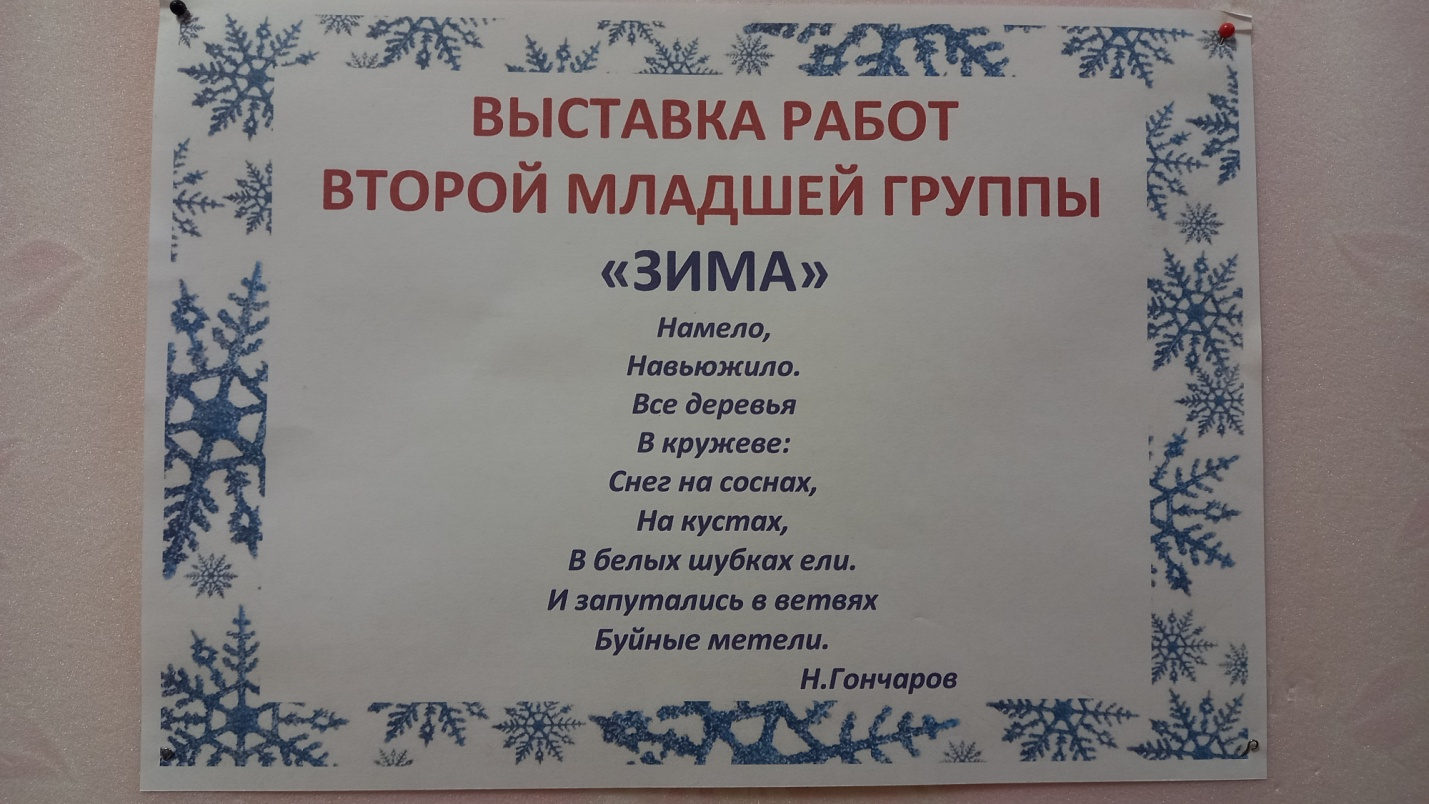 ВЫСТАВКА РАБОТ
ВТОРОЙ МЛАДШЕЙ ГРУППЫ
«ЗИМА»
Намело,
Навьюжило.
Все деревья
В кружеве:
Снег на соснах,
На кустах,
В белых шубках ели.
И запутались в ветвях
Буйные метели.
Н.Гончаров